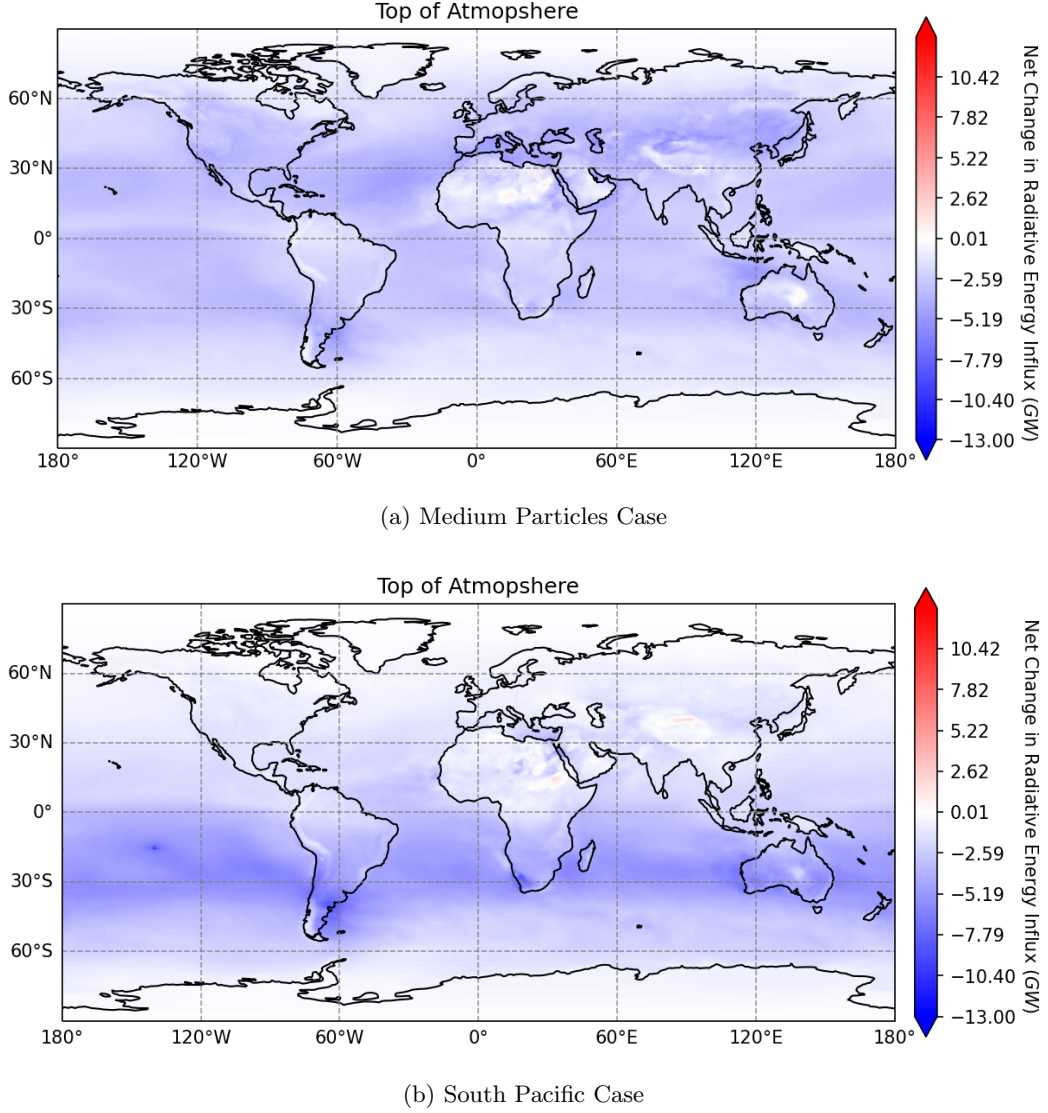 Top of Atmopshere
60°N
30°N
0°
30°S
60°S
180°
120°W
60°W
0°
60°E
120°E
180°
10.42
7.82
5.22
2.62
0.01
−2.59
−5.19
−7.79
−10.40
−13.00
Net Change in Radiative Energy Influx (GW)
(a) Medium Particles Case
Top of Atmopshere
60°N
30°N
0°
30°S
60°S
180°
120°W
60°W
0°
60°E
120°E
180°
10.42
7.82
5.22
2.62
0.01
−2.59
−5.19
−7.79
−10.40
−13.00
Net Change in Radiative Energy Influx (GW)
(b) South Pacific Case